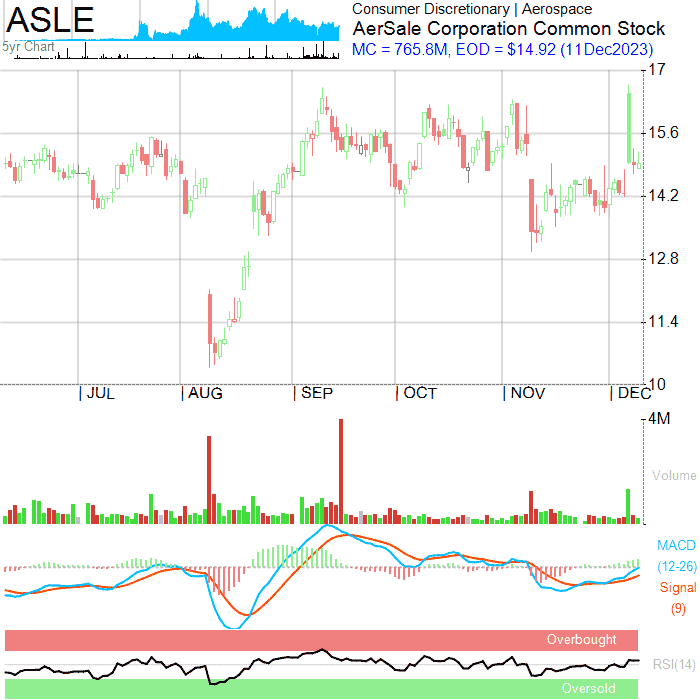 ASLE
5yr Chart
Consumer Discretionary | Aerospace
AerSale Corporation Common Stock
MC = 765.8M, EOD = $14.92 (11Dec2023)
17
15.6
14.2
12.8
11.4
10
| JUL | AUG | SEP | OCT | NOV | DEC
4M
Volume
MACD
(12-26)
Signal
(9)
Overbought
RSI(14)
Oversold